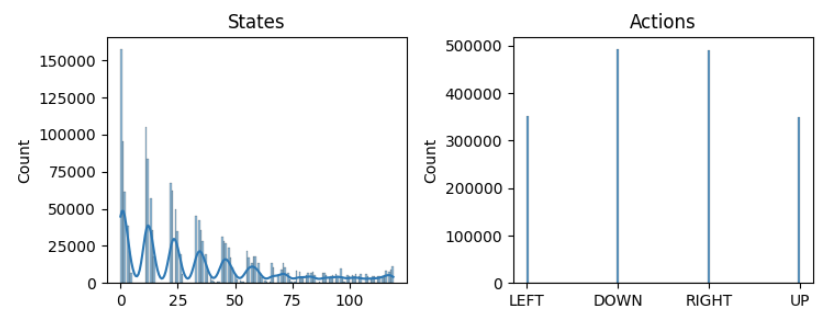 States
Actions
Count
150000
125000
100000
75000
50000
25000
0
0
25
50
75
100
Count
500000
400000
300000
200000
100000
0
LEFT
DOWN
RIGHT
UP